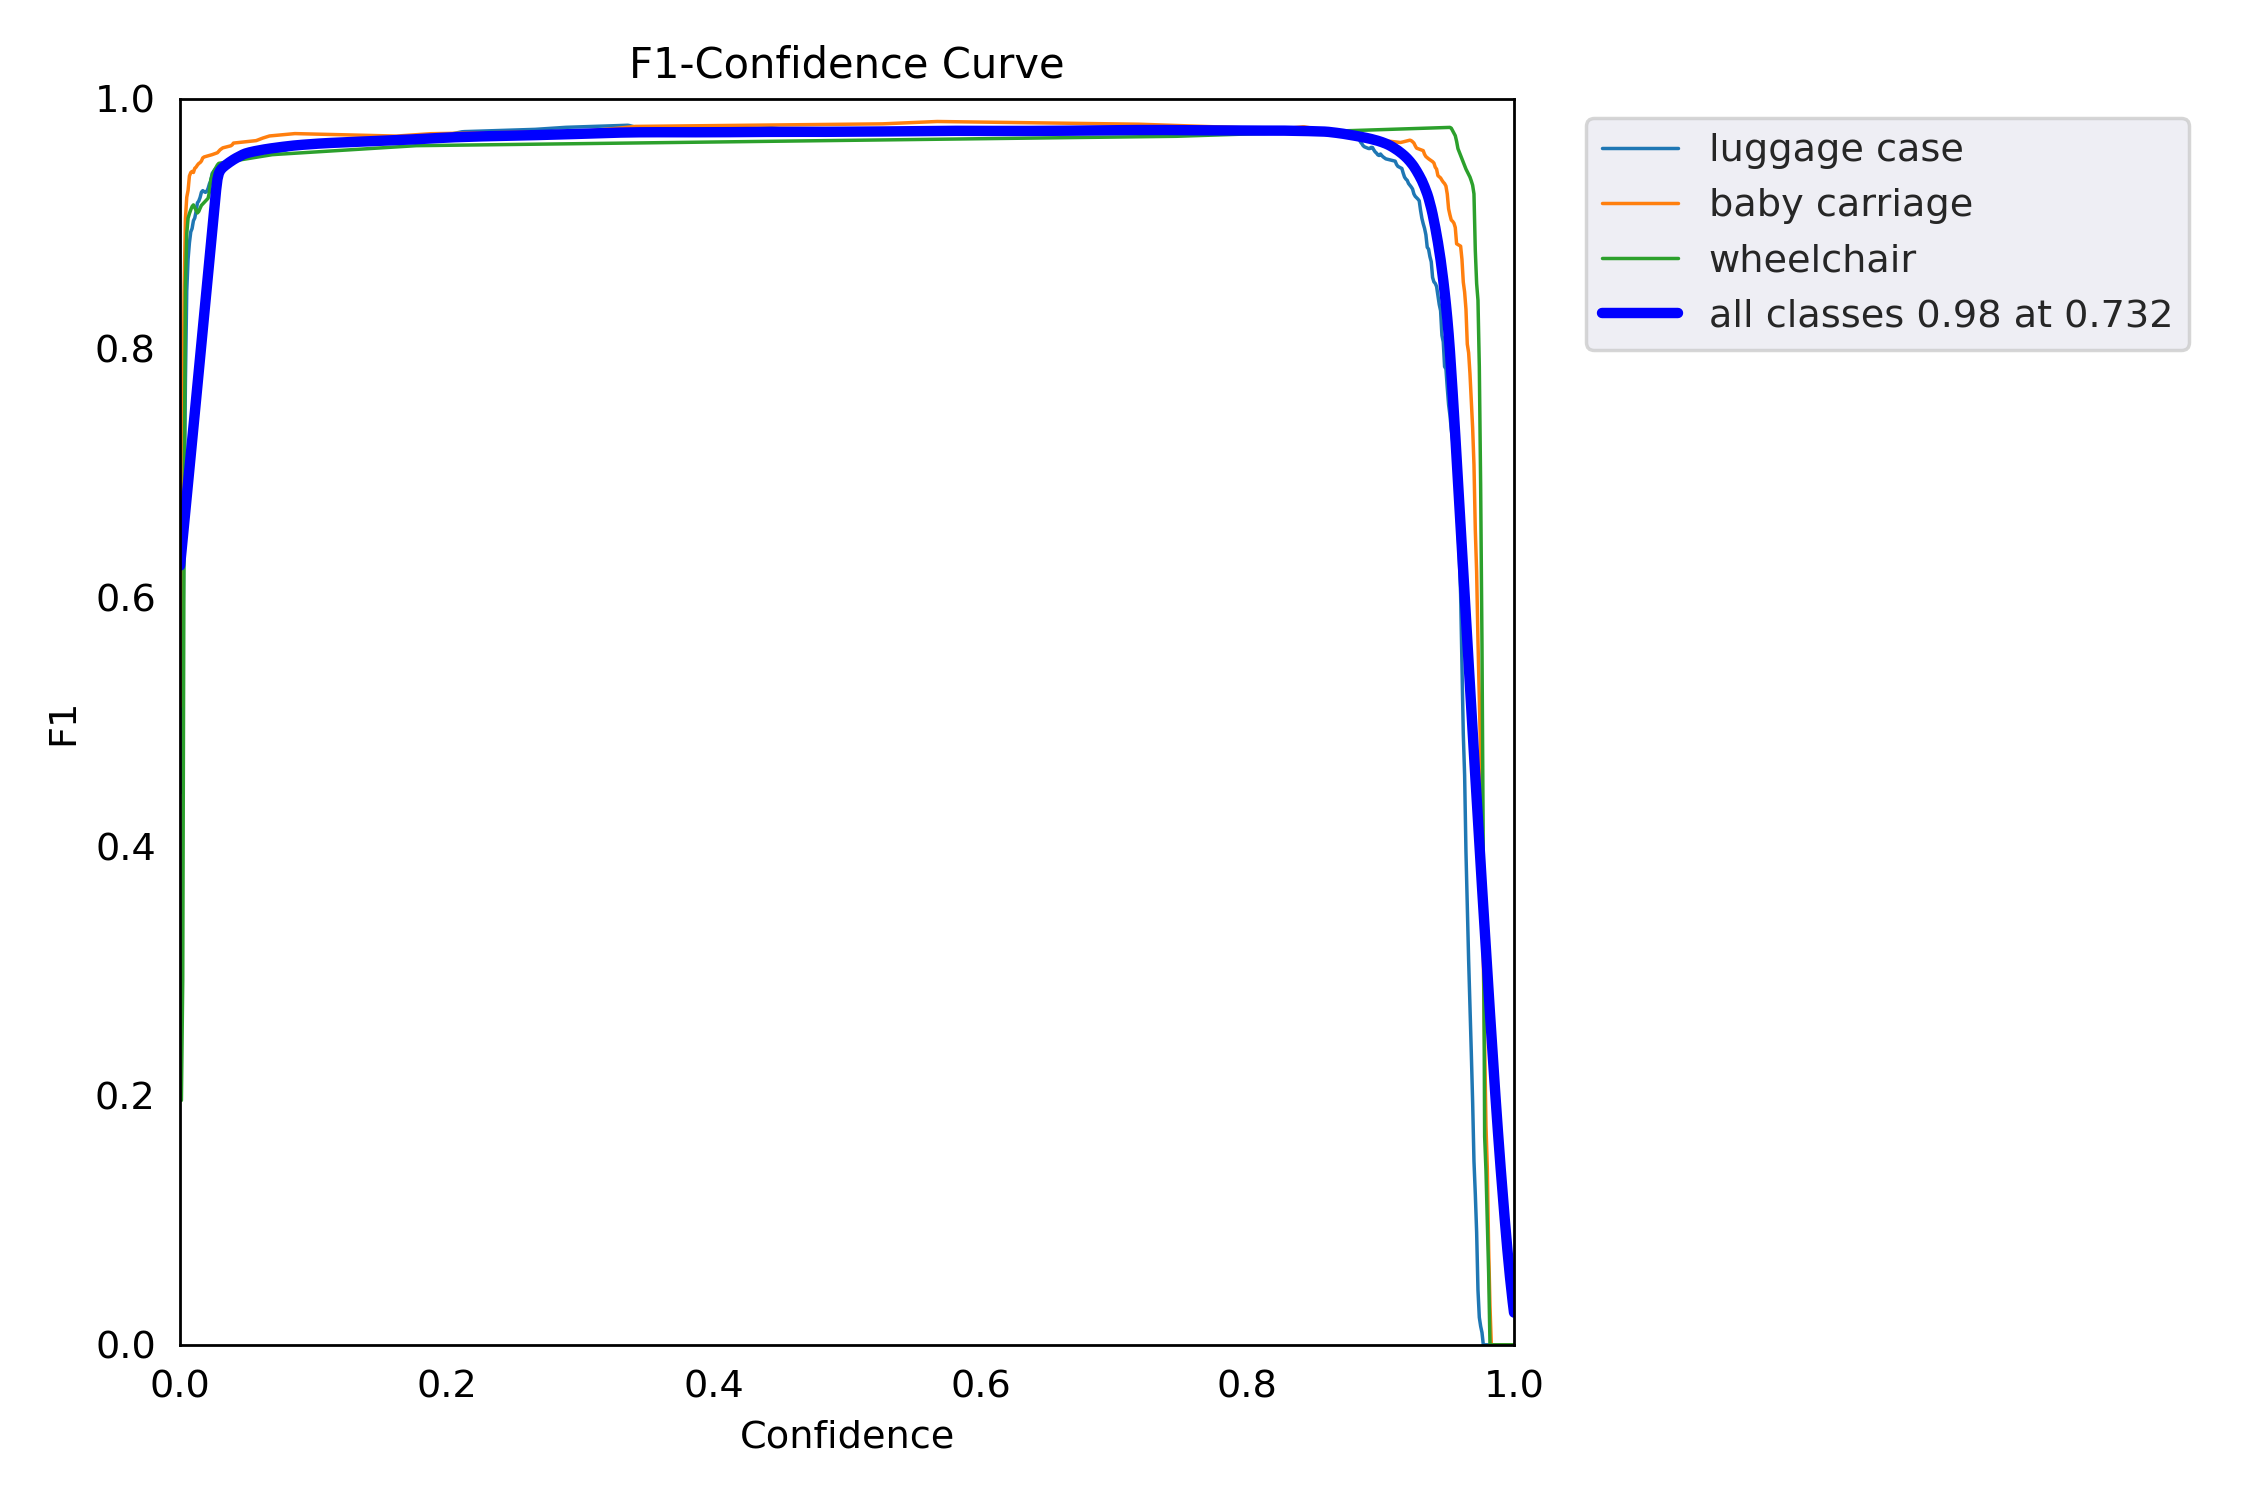 F1-Confidence Curve
1.0
0.8
0.6
0.4
0.2
0.0
F1
0.0 0.2 0.4 0.6 0.8 1.0
Confidence
luggage case
baby carriage
wheelchair
all classes 0.98 at 0.732